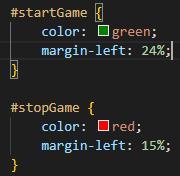 #startGame {
color: green;
margin-left: 24%;
}
#stopGame {
color: red;
margin-left: 15%;
}